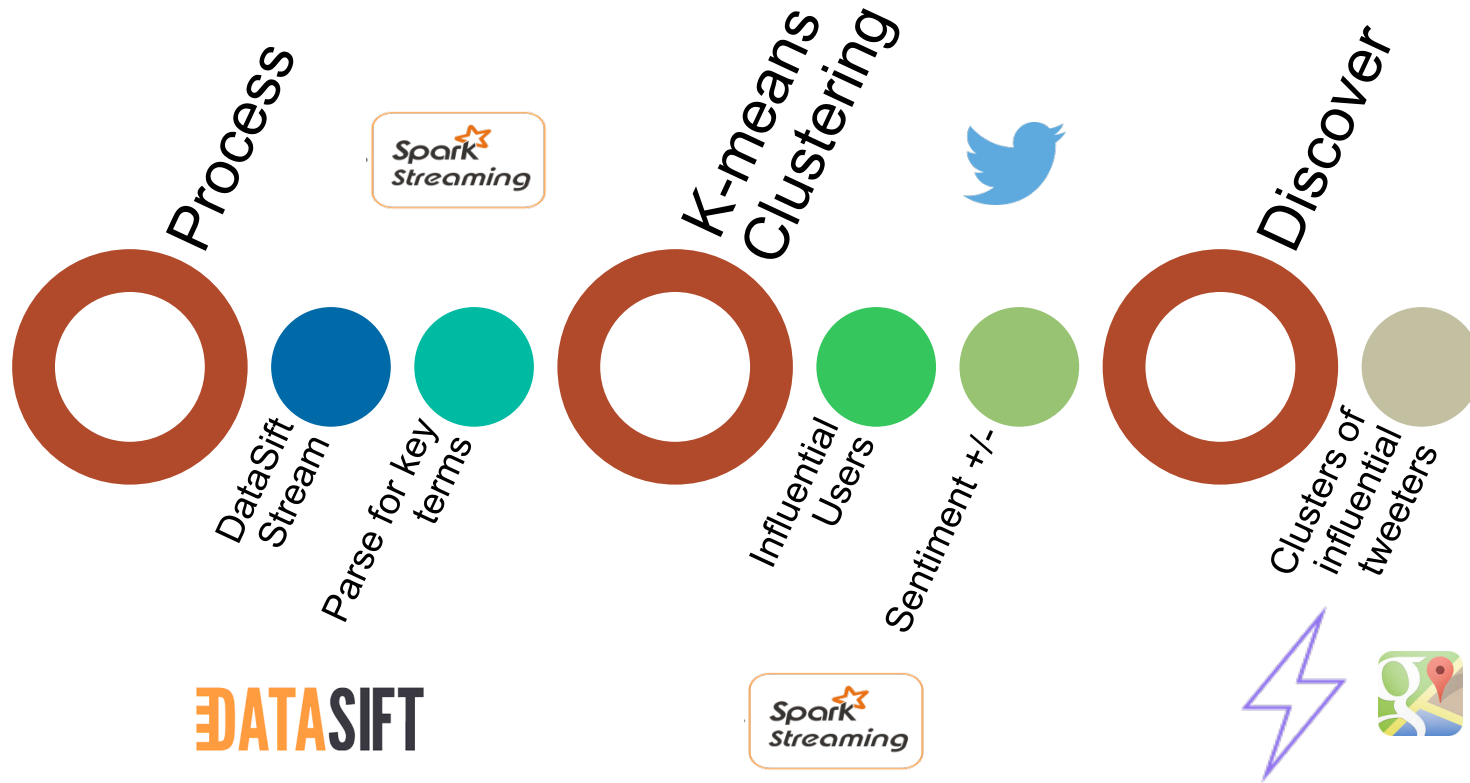 Process
Spark
Streaming
DataSift
Stream
Parse for key
terms
DATASIFT
K-means
Clustering
Influential
Users
Sentiment +/-
Spark
Streaming
Discover
Clusters of
influential
tweeters
g